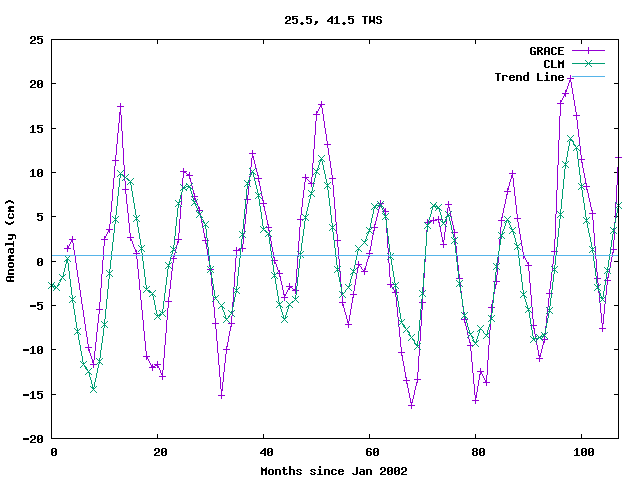 25.5, 41.5 TWS
GRACE
CLM
Trend Line
Anomaly (cm)
25
20
15
10
5
0
-5
-10
-15
-20
0 20 40 60 80 100
Months since Jan 2002